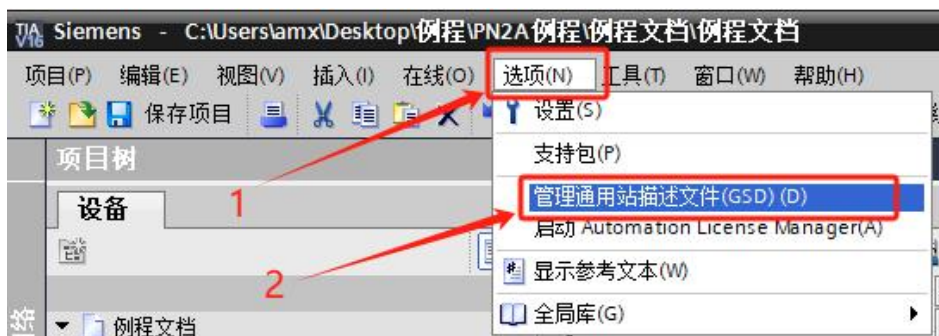 Siemens - C:\Users\amx\Desktop\例程\PN2A例程\例程文档\例程文档
项目(P) 编辑(E) 视图(V) 插入(I) 在线(O) 选项(N) 工具(T) 窗口(W) 帮助(H)
保存项目
设置(S)
项目树
支持包(P)
设备
1
管理通用站描述文件(GSD) (D)
启动 Automation License Manager(A)
2
显示参考文本(W)
例程文档
全局库(G)